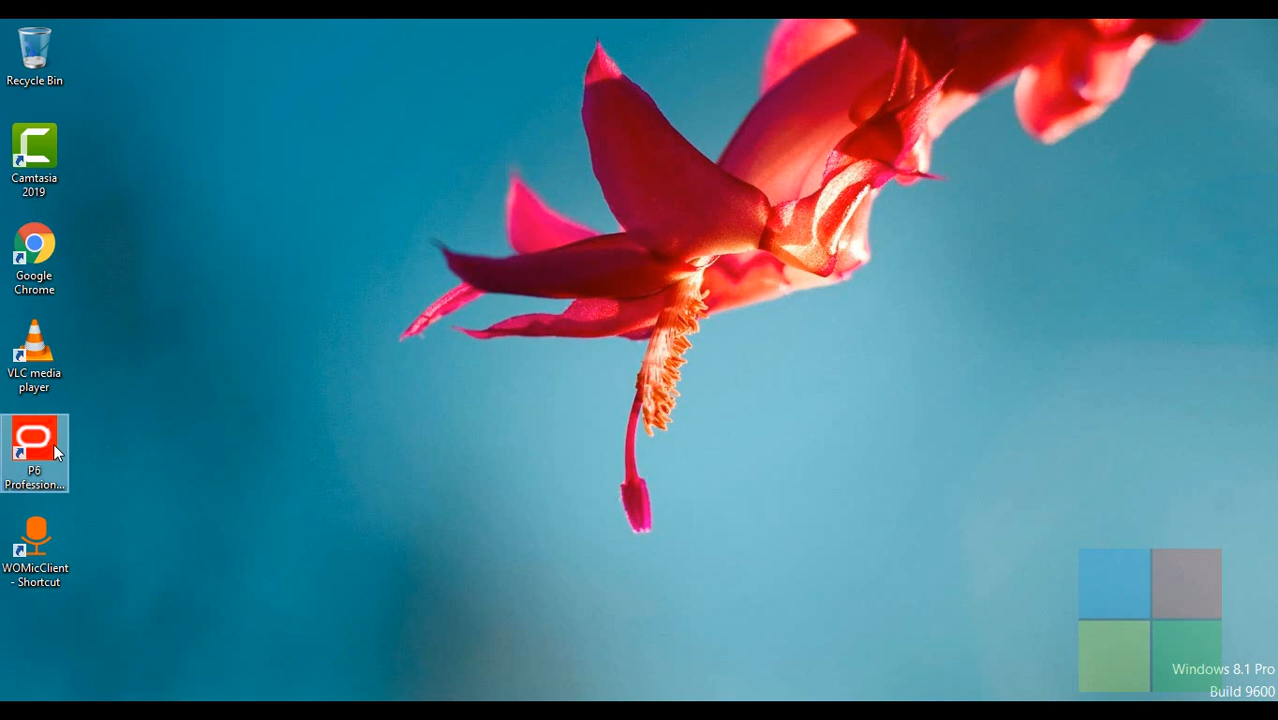 Recycle Bin
Camtasia
2019
Google
Chrome
VLC media
player
P6
Profession...
WOMicClient
- Shortcut
Windows 8.1 Pro
Build 9600